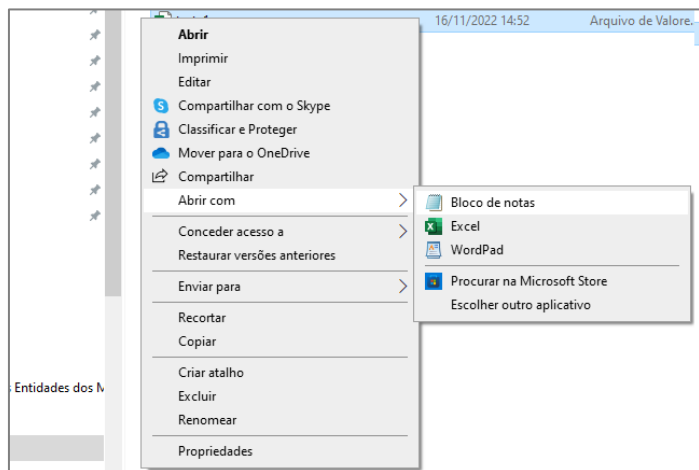 16/11/2022 14:52 Arquivo de Valore.
Abrir
Imprimir
Editar
Compartilhar com o Skype
Classificar e Proteger
Mover para o OneDrive
Compartilhar
Abrir com
Bloco de notas
Excel
WordPad
Procurar na Microsoft Store
Escolher outro aplicativo
Conceder acesso a
Restaurar versões anteriores
Enviar para
Recortar
Copiar
Criar atalho
Excluir
Renomear
Propriedades
Entidades dos M